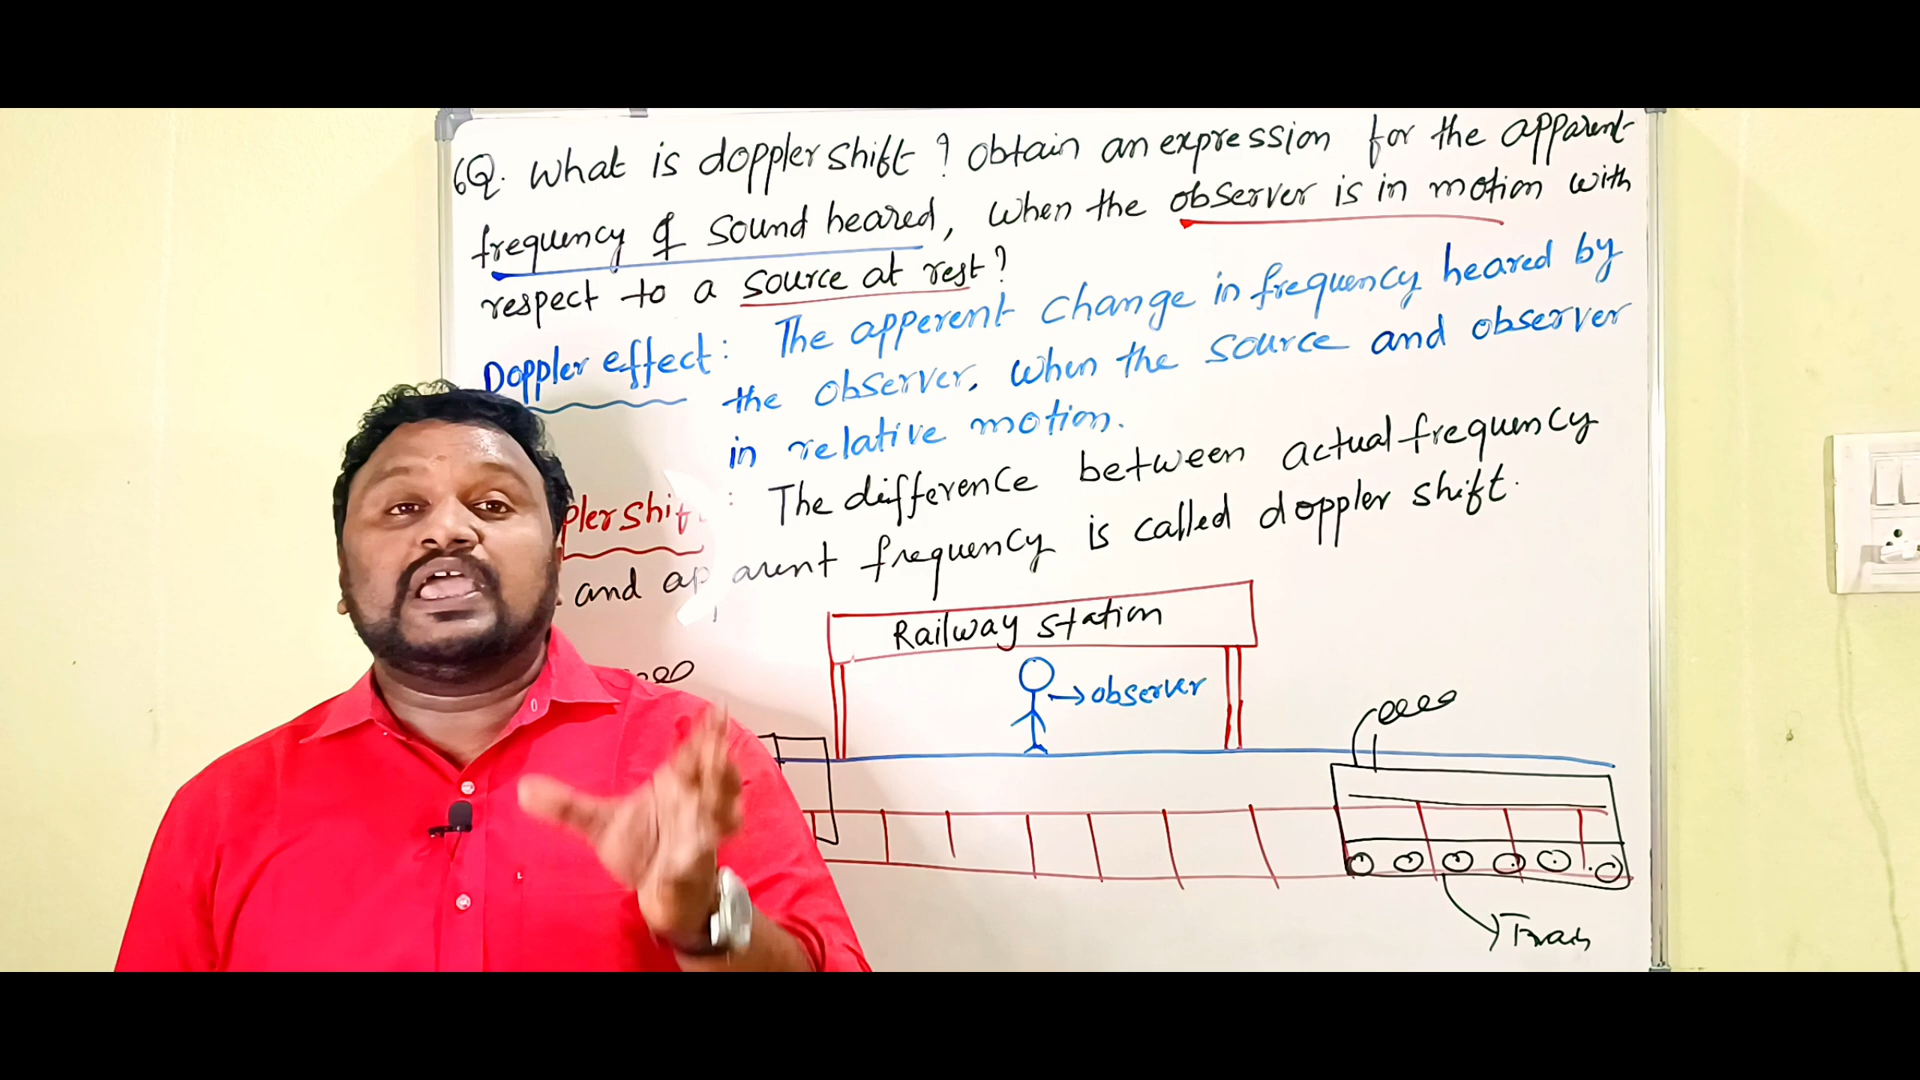 6Q. What is doppler shift ? obtain an expression for the apparent
frequency of sound heared, when the observer is in motion with
respect to a source at rest ?
Doppler effect : The apperent change in frequency heared by
the observer, when the source and observer
in relative motion.
pler shif : The difference between actual frequency
and ap arent frequency is called doppler shift.
Railway station
observer